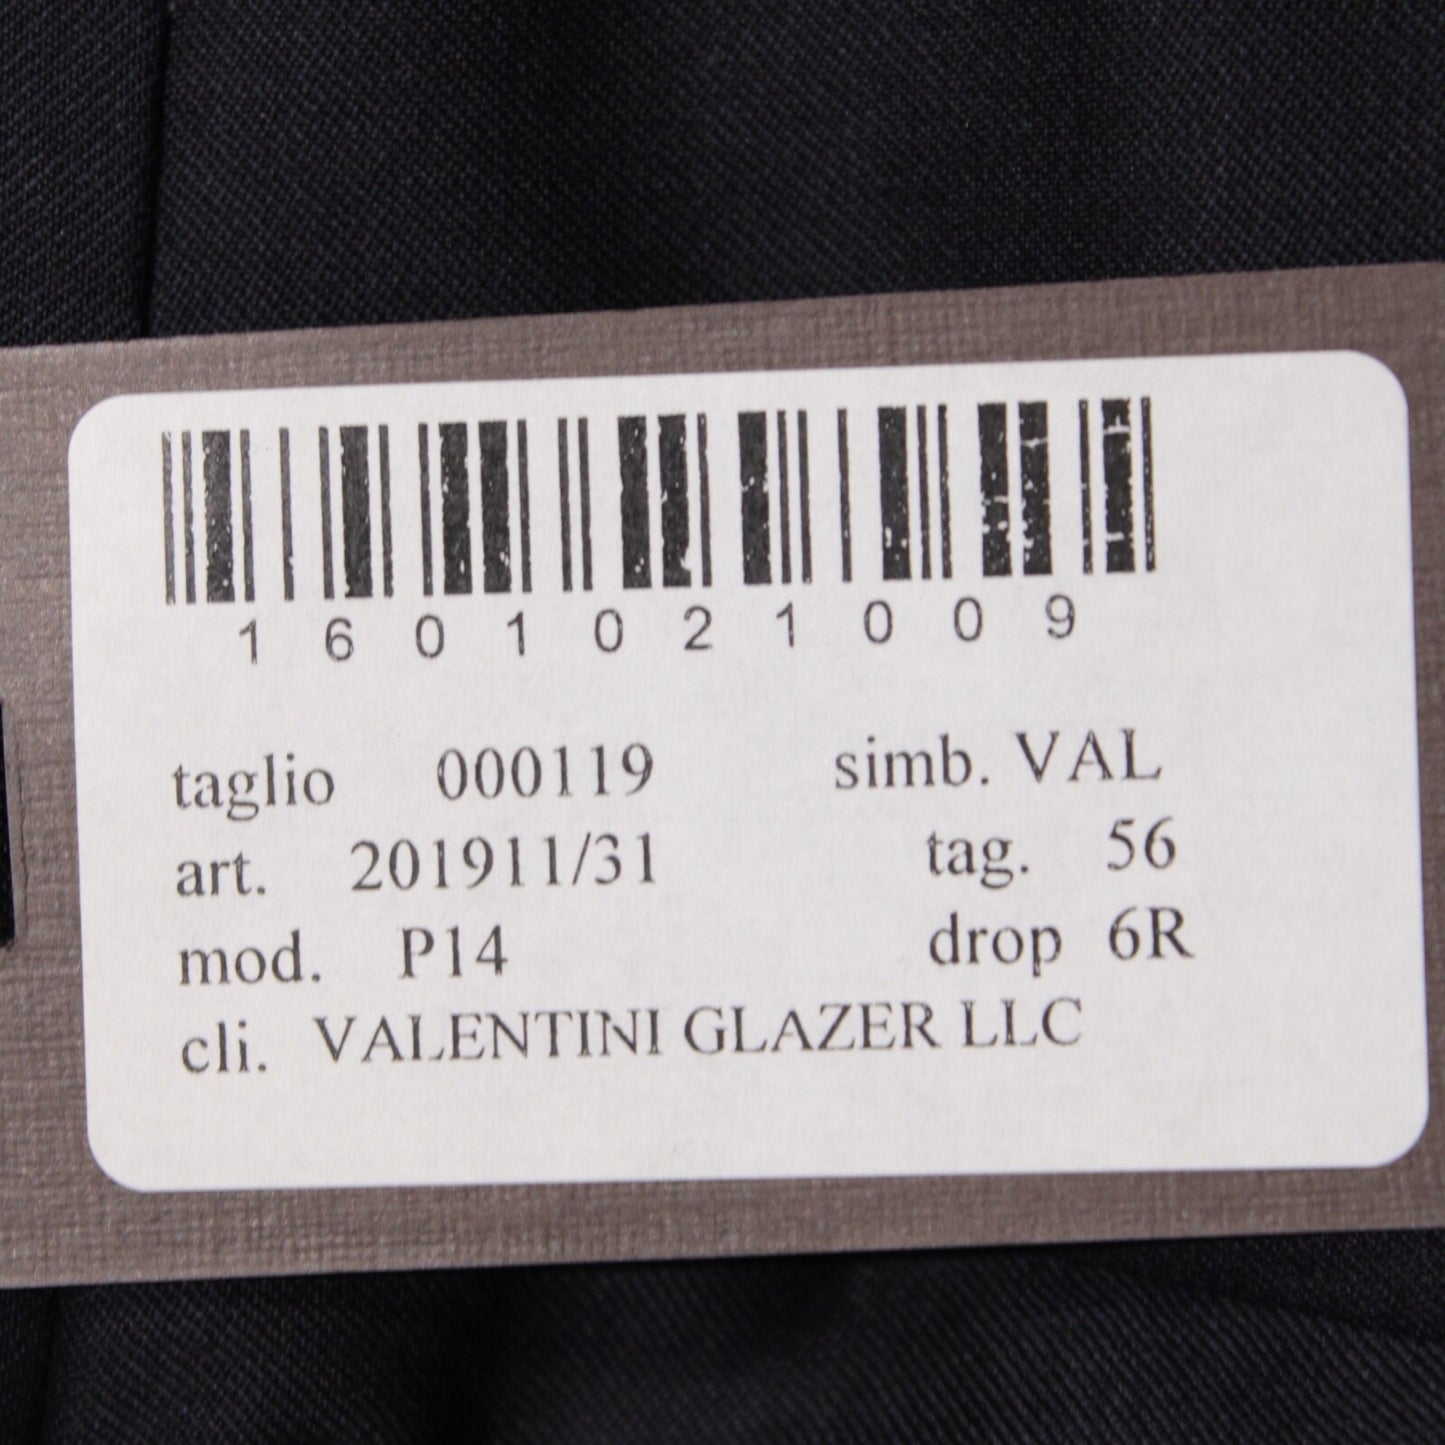 1601021009
taglio 000119 simb. VAL
art. 201911/31 tag. 56
mod. P14 drop 6R
cli. VALENTINI GLAZER LLC